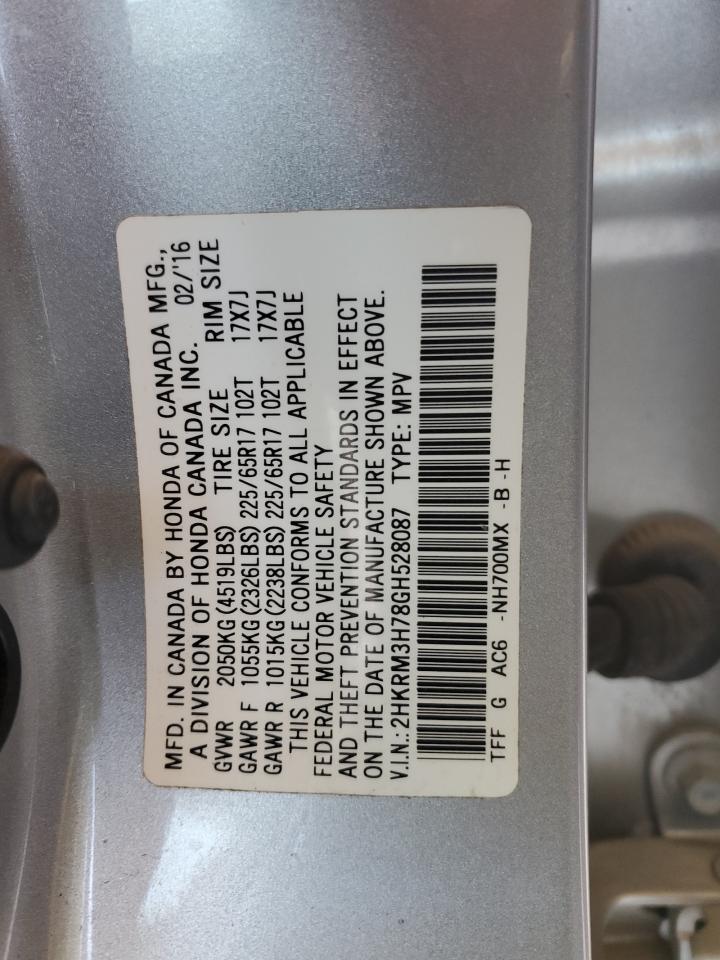 MFD. IN CANADA BY HONDA OF CANADA MFG.,
A DIVISION OF HONDA CANADA INC. 02/'16
GVWR 2050KG(4519LBS) TIRE SIZE RIM SIZE
GAWR F 1055KG(2326LBS) 225/65R17 102T 17X7J
GAWR R 1015KG(2238LBS) 225/65R17 102T 17X7J
THIS VEHICLE CONFORMS TO ALL APPLICABLE
FEDERAL MOTOR VEHICLE SAFETY
AND THEFT PREVENTION STANDARDS IN EFFECT
ON THE DATE OF MANUFACTURE SHOWN ABOVE.
V.I.N.: 2HKRM3H78GH528087 TYPE: MPV
TFF G AC6 -NH700MX -B -H